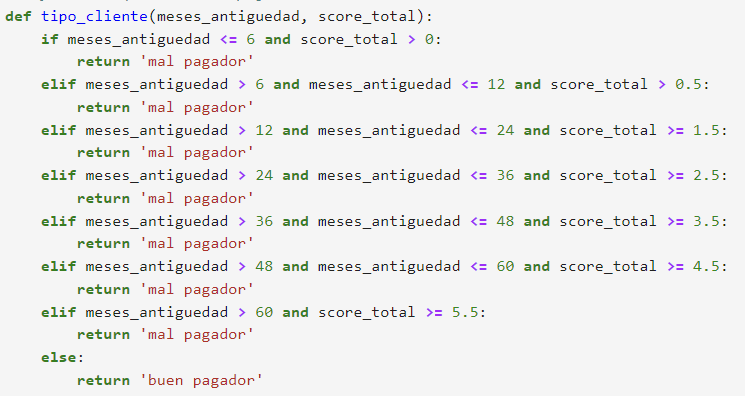 def tipo_cliente(meses_antiguedad, score_total):
    if meses_antiguedad <= 6 and score_total > 0:
        return 'mal pagador'
    elif meses_antiguedad > 6 and meses_antiguedad <= 12 and score_total > 0.5:
        return 'mal pagador'
    elif meses_antiguedad > 12 and meses_antiguedad <= 24 and score_total >= 1.5:
        return 'mal pagador'
    elif meses_antiguedad > 24 and meses_antiguedad <= 36 and score_total >= 2.5:
        return 'mal pagador'
    elif meses_antiguedad > 36 and meses_antiguedad <= 48 and score_total >= 3.5:
        return 'mal pagador'
    elif meses_antiguedad > 48 and meses_antiguedad <= 60 and score_total >= 4.5:
        return 'mal pagador'
    elif meses_antiguedad > 60 and score_total >= 5.5:
        return 'mal pagador'
    else:
        return 'buen pagador'